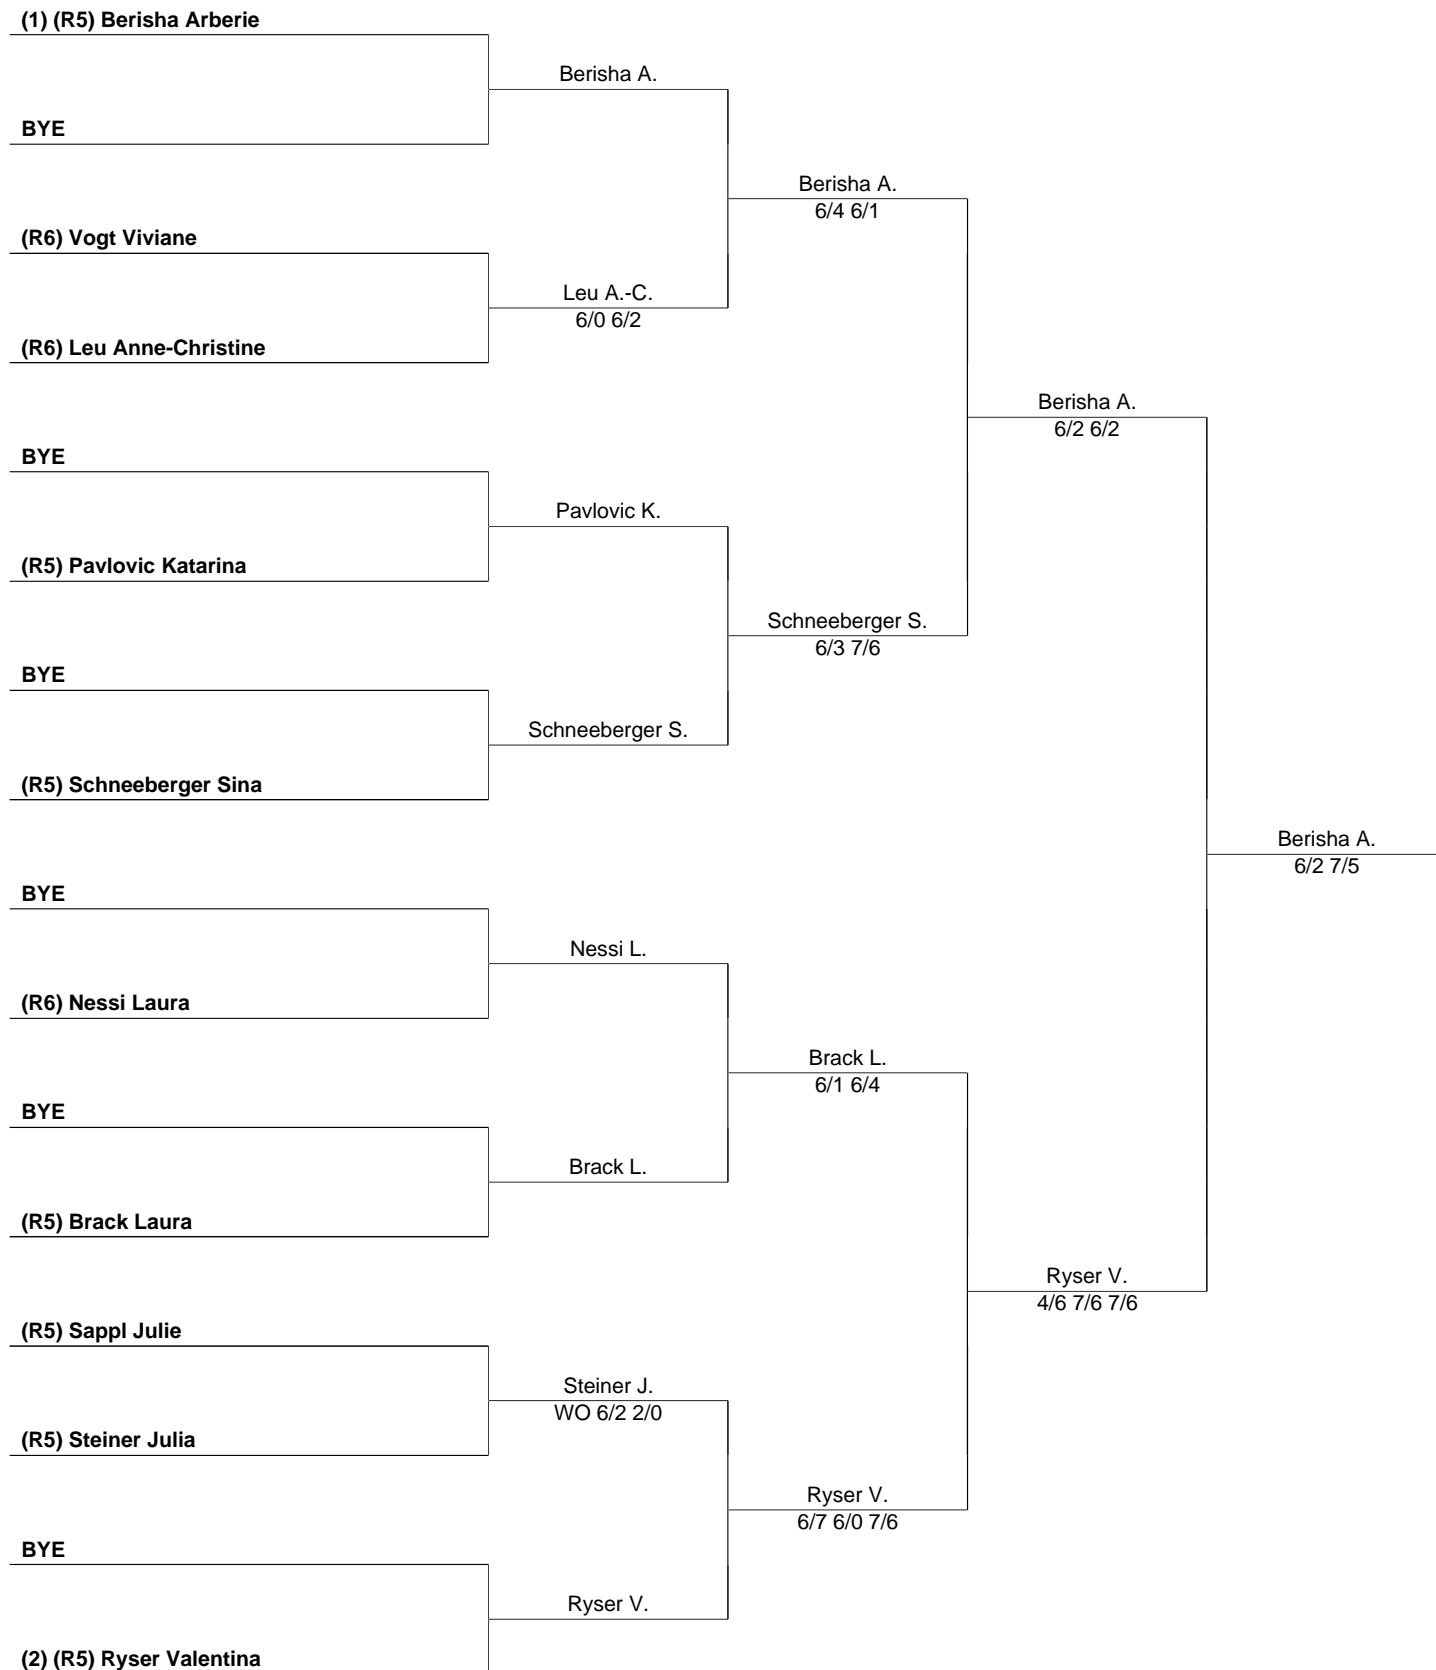 (1) (R5) Berisha Arberie
Berisha A.
BYE
Berisha A.
6/4 6/1
(R6) Vogt Viviane
Leu A.-C.
6/0 6/2
(R6) Leu Anne-Christine
Berisha A.
6/2 6/2
BYE
Pavlovic K.
(R5) Pavlovic Katarina
Schneeberger S.
6/3 7/6
BYE
Schneeberger S.
(R5) Schneeberger Sina
Berisha A.
6/2 7/5
BYE
Nessi L.
(R6) Nessi Laura
Brack L.
6/1 6/4
BYE
Brack L.
(R5) Brack Laura
Ryser V.
4/6 7/6 7/6
(R5) Sappl Julie
Steiner J.
WO 6/2 2/0
(R5) Steiner Julia
Ryser V.
6/7 6/0 7/6
BYE
Ryser V.
(2) (R5) Ryser Valentina